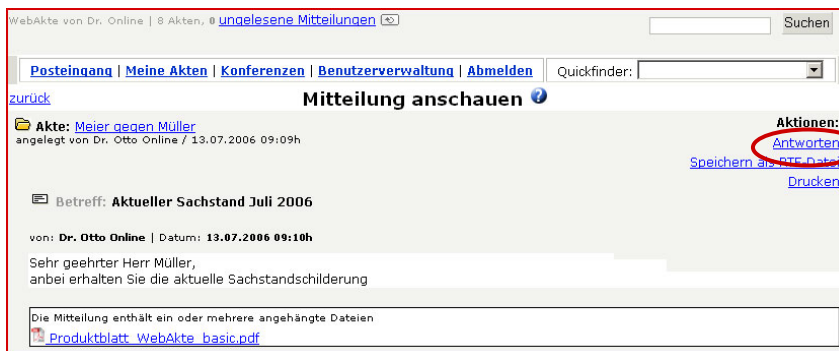 WebAkte von Dr. Online | 8 Akten, 0 ungelesene Mitteilungen
Suchen
Posteingang | Meine Akten | Konferenzen | Benutzerverwaltung | Abmelden
Quickfinder:
zurück
Mitteilung anschauen ?
Akte: Meier gegen Müller
angelegt von Dr. Otto Online / 13.07.2006 09:09h
Aktionen:
Antworten
Speichern als RTF-Datei
Drucken
Betreff: Aktueller Sachstand Juli 2006
von: Dr. Otto Online | Datum: 13.07.2006 09:10h
Sehr geehrter Herr Müller,
anbei erhalten Sie die aktuelle Sachstandschilderung
Die Mitteilung enthält ein oder mehrere angehängte Dateien
Produktblatt_WebAkte_basic.pdf